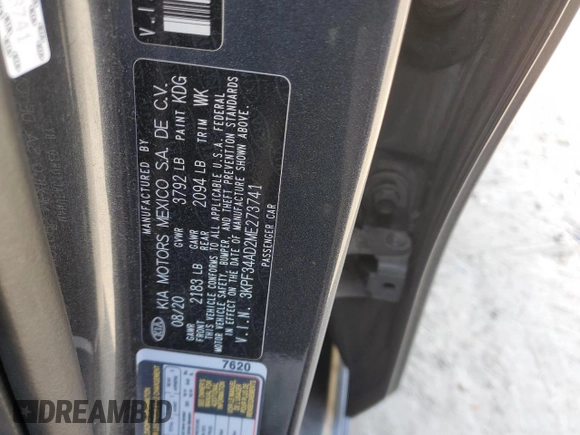 MANUFACTURED BY
KIA MOTORS MEXICO S.A. DE C.V.
08/20 GVWR 3792 LB PAINT KDG
GAWR FRONT 2183 LB GAWR REAR 2094 LB TRIM WK
THIS VEHICLE CONFORMS TO ALL APPLICABLE U.S.A. FEDERAL
MOTOR VEHICLE SAFETY, BUMPER, AND THEFT PREVENTION STANDARDS
IN EFFECT ON THE DATE OF MANUFACTURE SHOWN ABOVE.
V.I.N. 3KPF34AD2ME273741
PASSENGER CAR
V.I.N
7620
DREAMBID